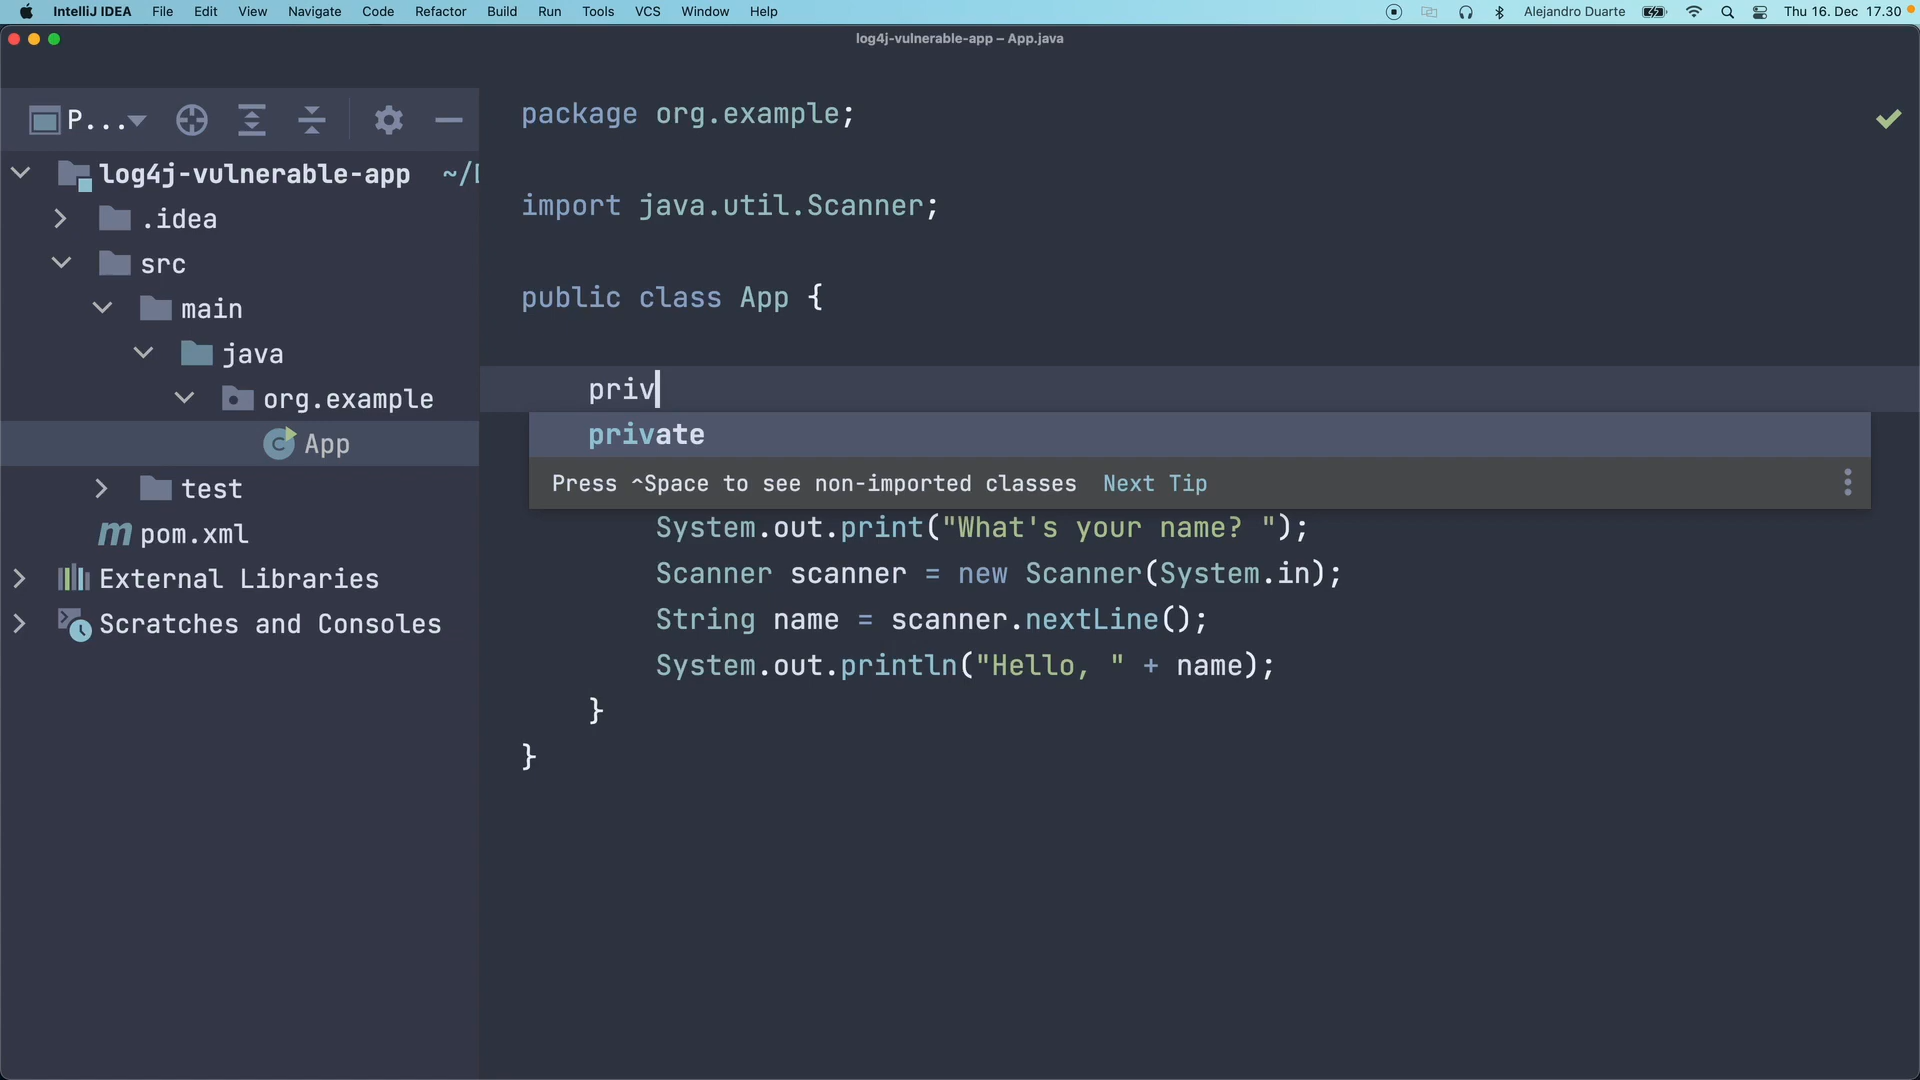 IntelliJ IDEA File Edit View Navigate Code Refactor Build Run Tools VCS Window Help Alejandro Duarte Thu 16. Dec 17.30
log4j-vulnerable-app – App.java
P...
log4j-vulnerable-app ~/
.idea
src
main
java
org.example
App
test
pom.xml
External Libraries
Scratches and Consoles
package org.example;
import java.util.Scanner;
public class App {
priv
private
Press ^Space to see non-imported classes Next Tip
System.out.print("What's your name? ");
Scanner scanner = new Scanner(System.in);
String name = scanner.nextLine();
System.out.println("Hello, " + name);
}
}